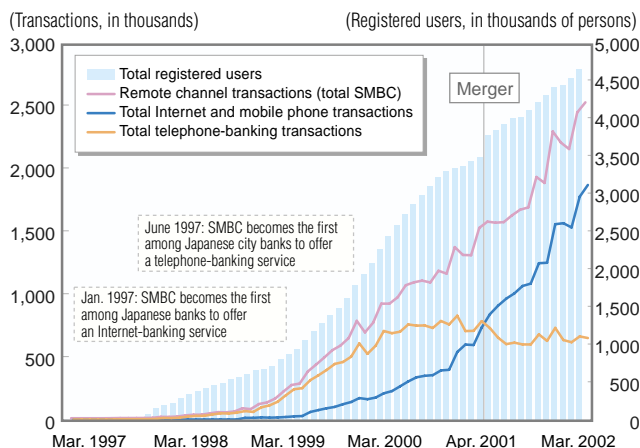 (Transactions, in thousands)
(Registered users, in thousands of persons)
3,000
2,500
2,000
1,500
1,000
500
0
5,000
4,500
4,000
3,500
3,000
2,500
2,000
1,500
1,000
500
0
Total registered users
Remote channel transactions (total SMBC)
Total Internet and mobile phone transactions
Total telephone-banking transactions
Merger
June 1997: SMBC becomes the first
among Japanese city banks to offer
a telephone-banking service
Jan. 1997: SMBC becomes the first
among Japanese banks to offer
an Internet-banking service
Mar. 1997
Mar. 1998
Mar. 1999
Mar. 2000
Apr. 2001
Mar. 2002